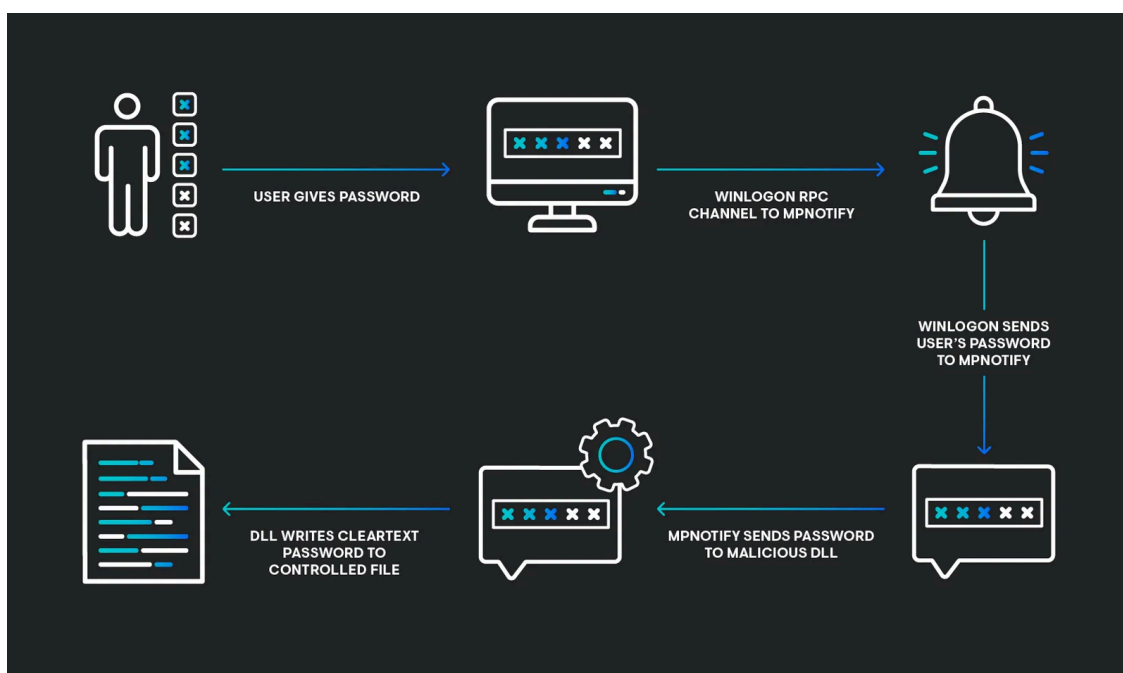 USER GIVES PASSWORD
WINLOGON RPC
CHANNEL TO MPNOTIFY
WINLOGON SENDS
USER'S PASSWORD
TO MPNOTIFY
MPNOTIFY SENDS PASSWORD
TO MALICIOUS DLL
DLL WRITES CLEARTEXT
PASSWORD TO
CONTROLLED FILE